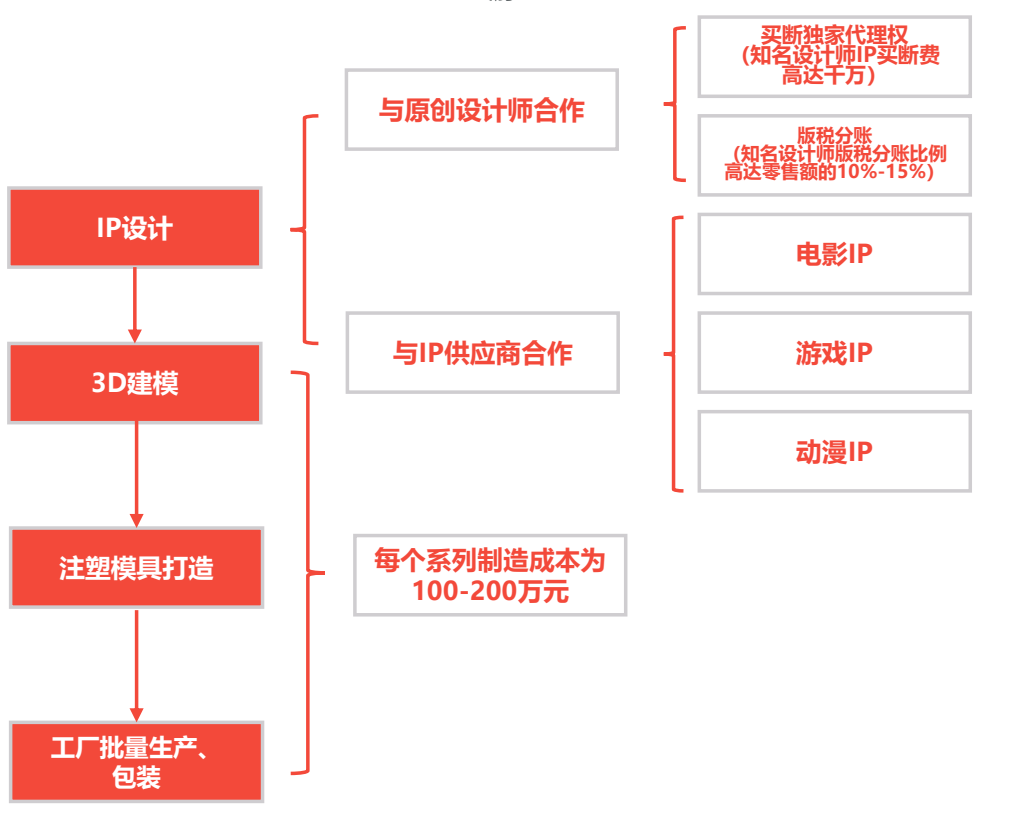 买断独家代理权
（知名设计师IP买断费
高达千万）
与原创设计师合作
版税分账
（知名设计师版税分账比例
高达零售额的10%-15%）
IP设计
电影IP
与IP供应商合作
游戏IP
3D建模
动漫IP
注塑模具打造
每个系列制造成本为
100-200万元
工厂批量生产、
包装